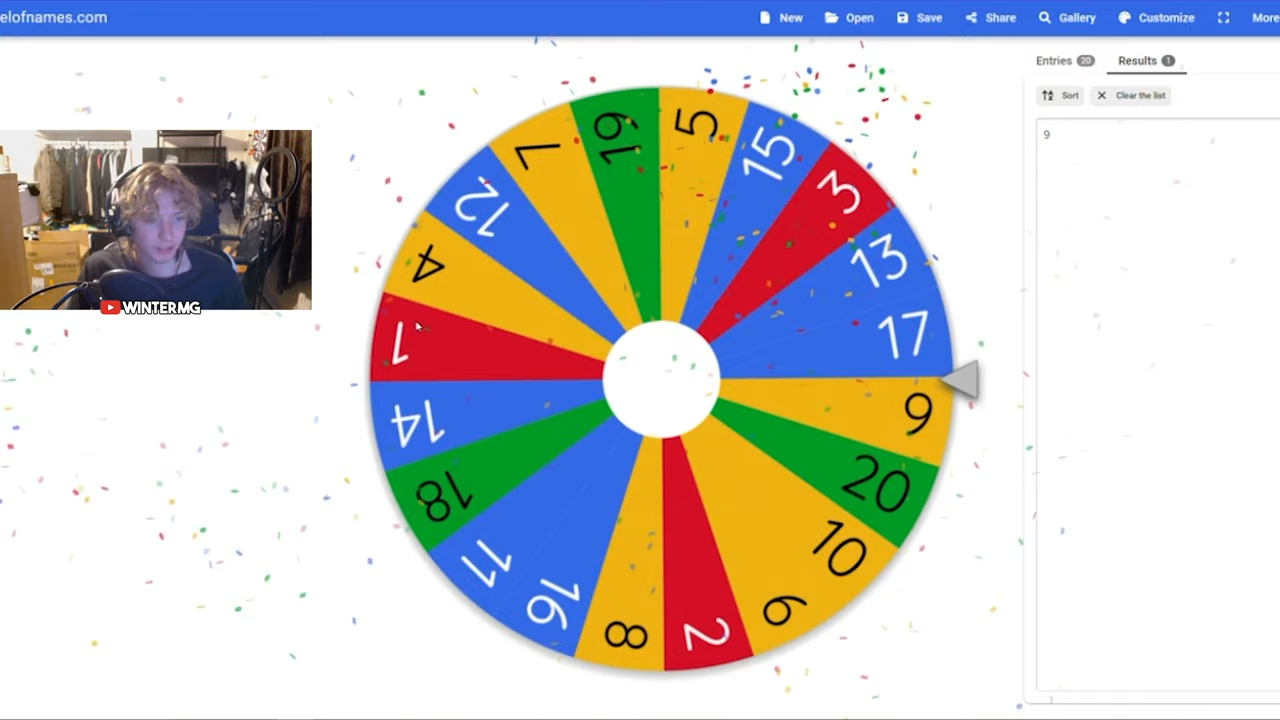 elofnames.com
New
Open
Save
Share
Gallery
Customize
More
Entries 20
Results 1
Sort
Clear the list
9
WINTERMG
5
15
3
13
17
9
20
10
6
2
8
16
11
18
14
1
4
12
7
19